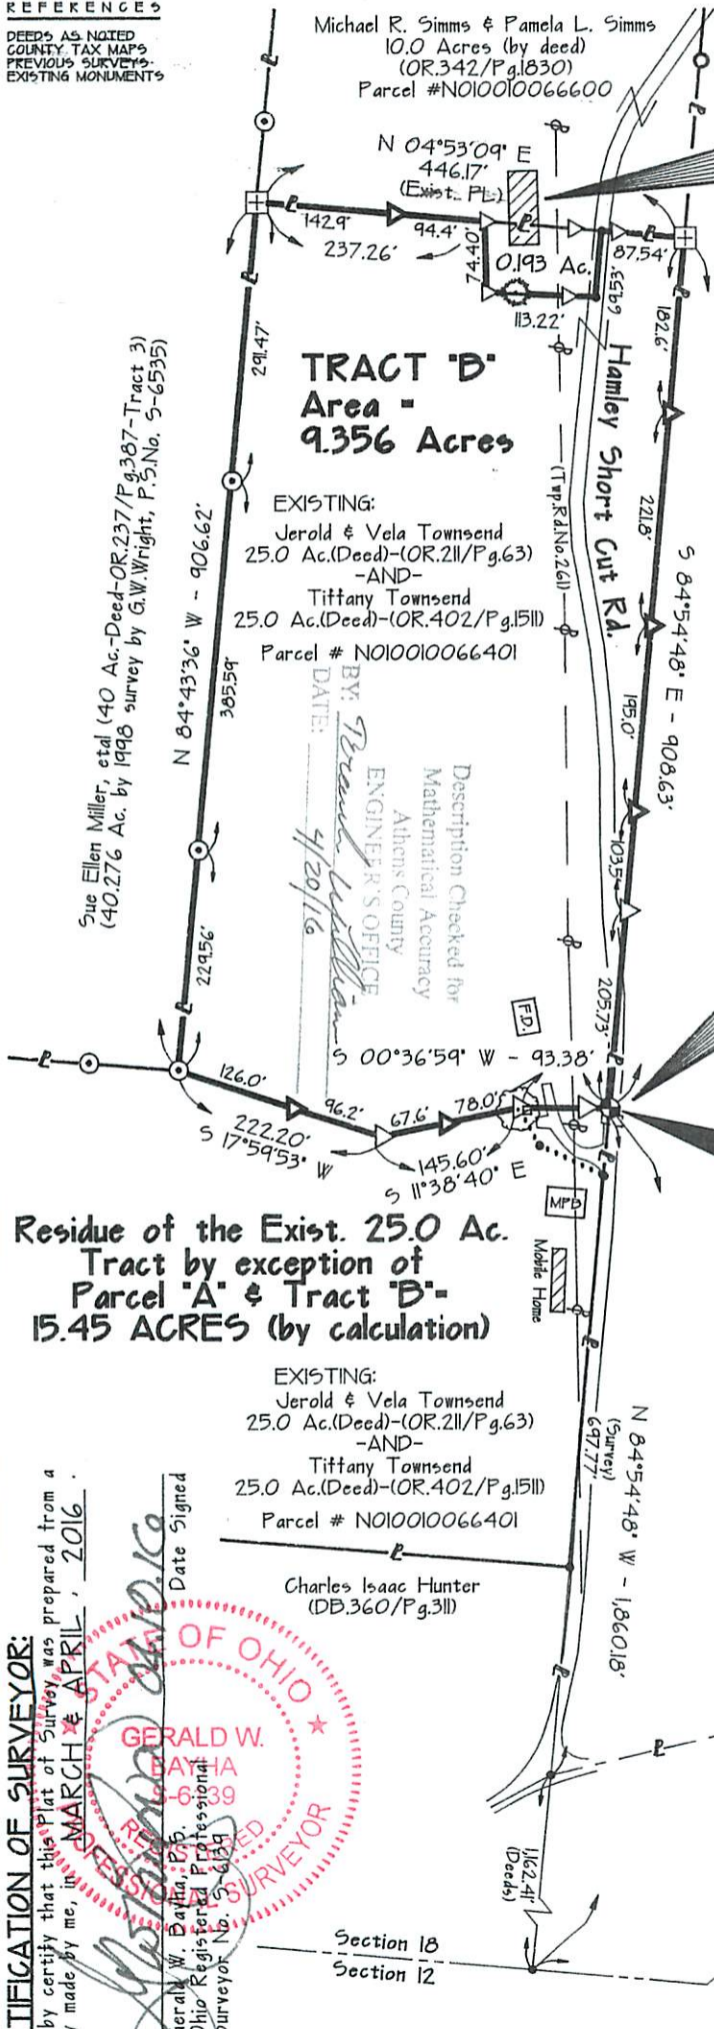 REFERENCES
DEEDS AS NOTED
COUNTY TAX MAPS
PREVIOUS SURVEYS-
EXISTING MONUMENTS
Michael R. Simms & Pamela L. Simms
10.0 Acres (by deed)
(OR.342/Pg.1830)
Parcel #N010010066600
N 04°53'09" E
446.17'
(Exist. PL)
142.9'
94.4'
237.26'
74.40'
0.193 Ac.
113.22'
69.53'
87.54'
182.6'
291.47'
TRACT "B"
Area =
9.356 Acres
Hamley Short Cut Rd.
(Twp.Rd.No.261)
221.8'
S 84°54'48" E - 908.63'
195.0'
103.54'
205.73'
Sue Ellen Miller, etal (40 Ac.-Deed-OR.237/Pg.387-Tract 3)
(40.276 Ac. by 1998 survey by G.W.Wright, P.S.No. S-6535)
N 84°43'36" W - 906.62'
385.59'
229.56'
EXISTING:
Jerold & Vela Townsend
25.0 Ac.(Deed)-(OR.211/Pg.63)
-AND-
Tiffany Townsend
25.0 Ac.(Deed)-(OR.402/Pg.1511)
Parcel # N010010066401
Description Checked for
Mathematical Accuracy
Athens County
ENGINEER'S OFFICE
BY:
DATE: 4/20/16
F.D.
S 00°36'59" W - 93.38'
126.0'
96.2'
67.6'
78.0'
222.20'
S 17°59'53" W
145.60'
S 11°38'40" E
MPB
Mobile Home
Residue of the Exist. 25.0 Ac.
Tract by exception of
Parcel "A" & Tract "B"=
15.45 ACRES (by calculation)
EXISTING:
Jerold & Vela Townsend
25.0 Ac.(Deed)-(OR.211/Pg.63)
-AND-
Tiffany Townsend
25.0 Ac.(Deed)-(OR.402/Pg.1511)
Parcel # N010010066401
N 84°54'48" W - 1,860.18'
(Survey)
697.77'
Charles Isaac Hunter
(DB.360/Pg.311)
1,162.41'
(Deeds)
Section 18
Section 12
TIFICATION OF SURVEYOR:
by certify that this Plat of Survey was prepared from a
y made by me, in MARCH & APRIL, 2016.
Date Signed
erald W. Bayha, P.S.
Ohio Registered Professional
Surveyor No. S-6139
STATE OF OHIO
GERALD W.
BAYHA
S-6139
REGISTERED
PROFESSIONAL SURVEYOR